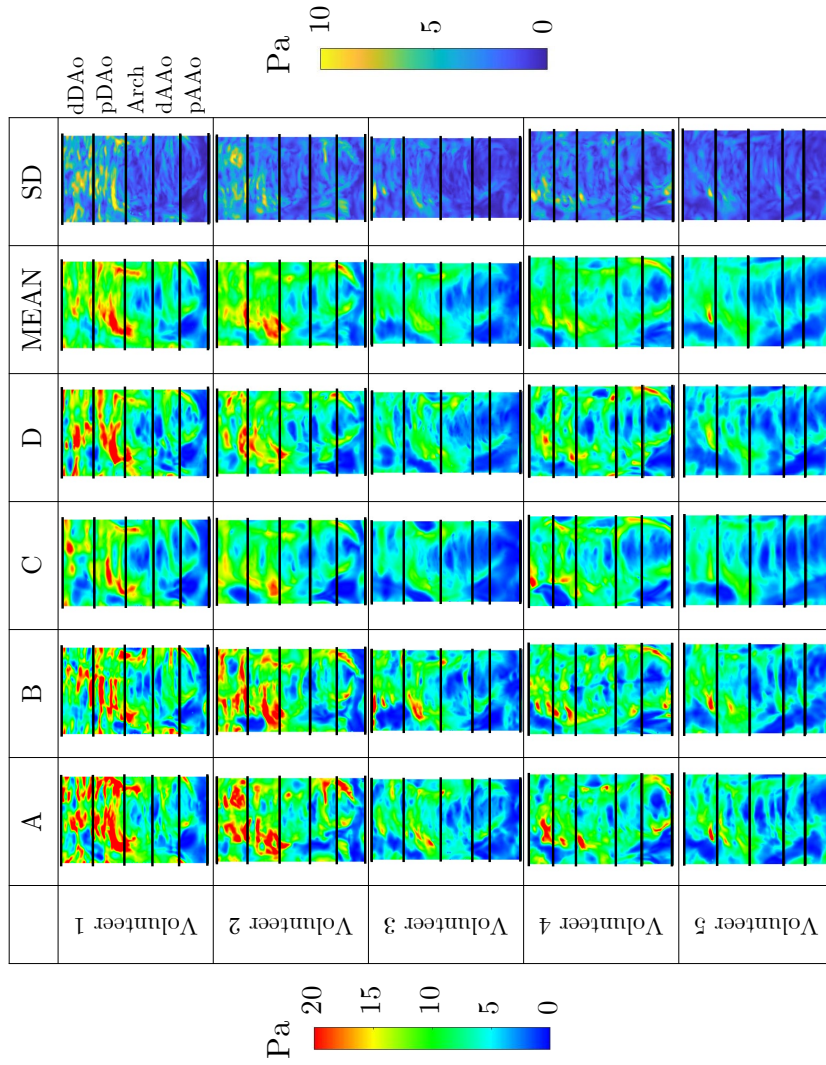 A
B
C
D
MEAN
SD
Volunteer 1
Volunteer 2
Volunteer 3
Volunteer 4
Volunteer 5
dDAo
pDAo
Arch
dAAo
pAAo
Pa
20
15
10
5
0
Pa
10
5
0